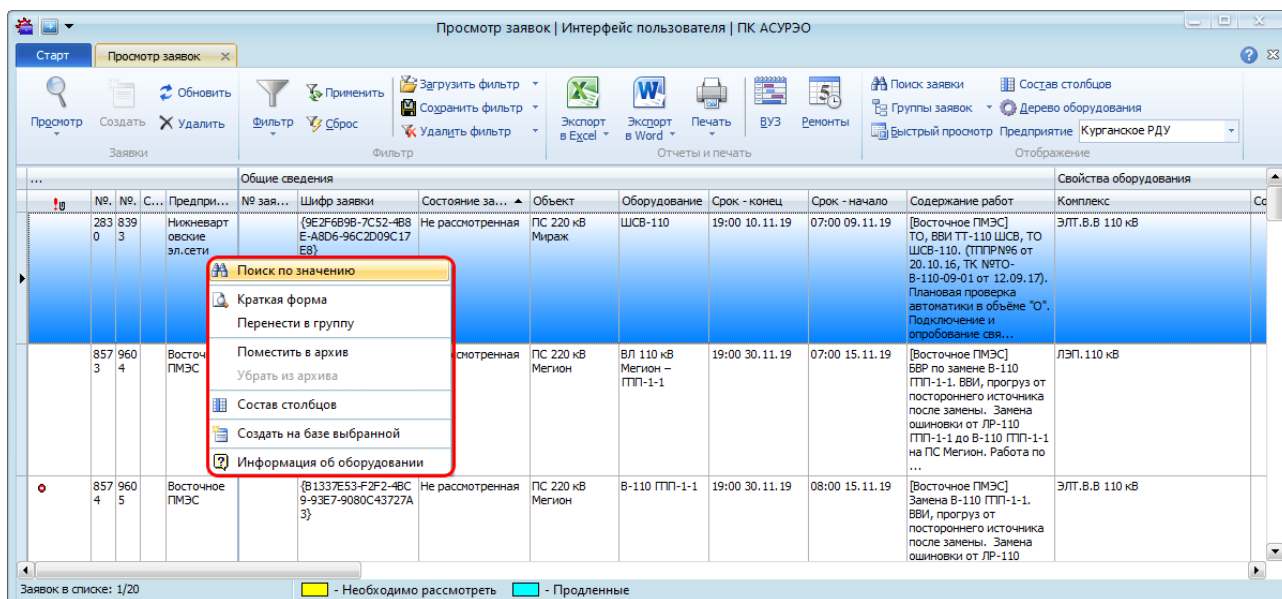 Просмотр заявок | Интерфейс пользователя | ПК АСУРЭО
Старт
Просмотр заявок
Просмотр
Создать
Обновить
Удалить
Заявки
Фильтр
Применить
Сброс
Загрузить фильтр
Сохранить фильтр
Удалить фильтр
Фильтр
Экспорт
в Excel
Экспорт
в Word
Печать
ВУЗ
Ремонты
Отчеты и печать
Поиск заявки
Группы заявок
Быстрый просмотр
Состав столбцов
Дерево оборудования
Предприятие Курганское РДУ
Отображение
...
Общие сведения
Свойства оборудования
№. №. С... Предпри... № зая... Шифр заявки Состояние за... Объект Оборудование Срок - конец Срок - начало Содержание работ Комплекс Со
283
0
839
3
Нижневарт
овские
эл.сети
{9E2F6B9B-7C52-4B8
E-A8D6-96C2D09C17
E8}
Не рассмотренная
ПС 220 кВ
Мираж
ШСВ-110
19:00 10.11.19
07:00 09.11.19
[Восточное ПМЭС]
ТО, ВВИ ТТ-110 ШСВ, ТО
ШСВ-110. (ТППР№6 от
20.10.16, ТК №ТО-
В-110-09-01 от 12.09.17).
Плановая проверка
автоматики в объёме "О".
Подключение и
опробование свя...
ЭЛТ.В.В 110 кВ
Поиск по значению
Краткая форма
Перенести в группу
Поместить в архив
Убрать из архива
Состав столбцов
Создать на базе выбранной
Информация об оборудовании
857
3
960
4
Восточ
ПМЭС
смотренная
ПС 220 кВ
Мегион
ВЛ 110 кВ
Мегион –
ГПП-1-1
19:00 30.11.19
07:00 15.11.19
[Восточное ПМЭС]
БВР по замене В-110
ГПП-1-1. ВВИ, прогруз от
постороннего источника
после замены. Замена
ошиновки от ЛР-110
ГПП-1-1 до В-110 ГПП-1-1
на ПС Мегион. Работа по
...
ЛЭП.110 кВ
857
4
960
5
Восточное
ПМЭС
{B1337E53-F2F2-4BC
9-93E7-9080C43727A
3}
Не рассмотренная
ПС 220 кВ
Мегион
В-110 ГПП-1-1
19:00 30.11.19
08:00 15.11.19
[Восточное ПМЭС]
Замена В-110 ГПП-1-1.
ВВИ, прогруз от
постороннего источника
после замены. Замена
ошиновки от ЛР-110
ЭЛТ.В.В 110 кВ
Заявок в списке: 1/20
- Необходимо рассмотреть
- Продленные